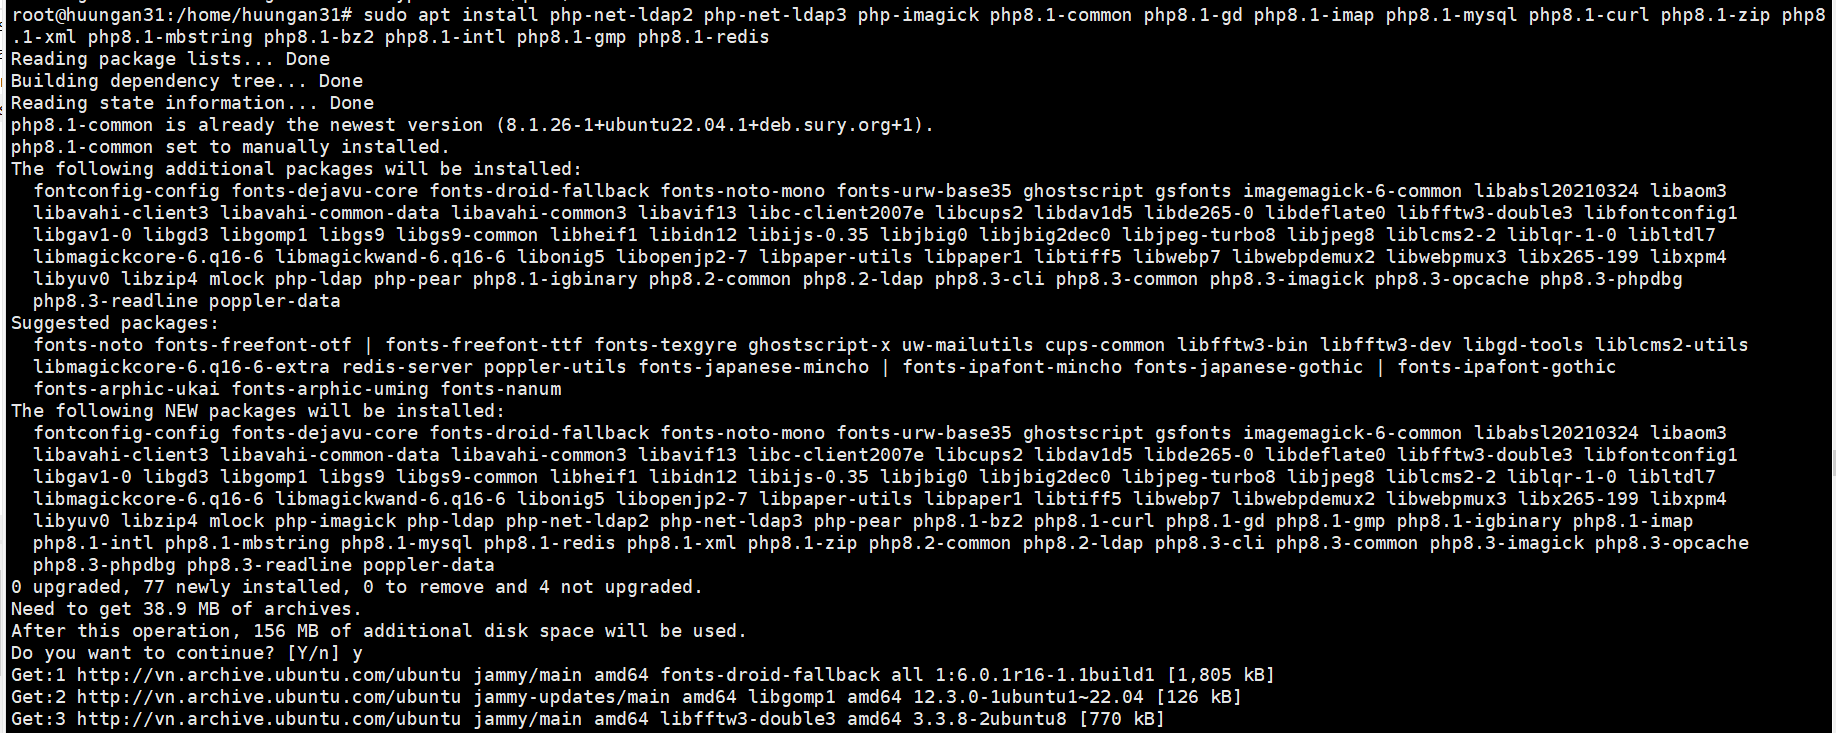 root@huungan31:/home/huungan31# sudo apt install php-net-ldap2 php-net-ldap3 php-imagick php8.1-common php8.1-gd php8.1-imap php8.1-mysql php8.1-curl php8.1-zip php8
.1-xml php8.1-mbstring php8.1-bz2 php8.1-intl php8.1-gmp php8.1-redis
Reading package lists... Done
Building dependency tree... Done
Reading state information... Done
php8.1-common is already the newest version (8.1.26-1+ubuntu22.04.1+deb.sury.org+1).
php8.1-common set to manually installed.
The following additional packages will be installed:
  fontconfig-config fonts-dejavu-core fonts-droid-fallback fonts-noto-mono fonts-urw-base35 ghostscript gsfonts imagemagick-6-common libabsl20210324 libaom3
  libavahi-client3 libavahi-common-data libavahi-common3 libavif13 libc-client2007e libcups2 libdav1d5 libde265-0 libdeflate0 libfftw3-double3 libfontconfig1
  libgav1-0 libgd3 libgomp1 libgs9 libgs9-common libheif1 libidn12 libijs-0.35 libjbig0 libjbig2dec0 libjpeg-turbo8 libjpeg8 liblcms2-2 liblqr-1-0 libltdl7
  libmagickcore-6.q16-6 libmagickwand-6.q16-6 libonig5 libopenjp2-7 libpaper-utils libpaper1 libtiff5 libwebp7 libwebpdemux2 libwebpmux3 libx265-199 libxpm4
  libyuv0 libzip4 mlock php-ldap php-pear php8.1-igbinary php8.2-common php8.2-ldap php8.3-cli php8.3-common php8.3-imagick php8.3-opcache php8.3-phpdbg
  php8.3-readline poppler-data
Suggested packages:
  fonts-noto fonts-freefont-otf | fonts-freefont-ttf fonts-texgyre ghostscript-x uw-mailutils cups-common libfftw3-bin libfftw3-dev libgd-tools liblcms2-utils
  libmagickcore-6.q16-6-extra redis-server poppler-utils fonts-japanese-mincho | fonts-ipafont-mincho fonts-japanese-gothic | fonts-ipafont-gothic
  fonts-arphic-ukai fonts-arphic-uming fonts-nanum
The following NEW packages will be installed:
  fontconfig-config fonts-dejavu-core fonts-droid-fallback fonts-noto-mono fonts-urw-base35 ghostscript gsfonts imagemagick-6-common libabsl20210324 libaom3
  libavahi-client3 libavahi-common-data libavahi-common3 libavif13 libc-client2007e libcups2 libdav1d5 libde265-0 libdeflate0 libfftw3-double3 libfontconfig1
  libgav1-0 libgd3 libgomp1 libgs9 libgs9-common libheif1 libidn12 libijs-0.35 libjbig0 libjbig2dec0 libjpeg-turbo8 libjpeg8 liblcms2-2 liblqr-1-0 libltdl7
  libmagickcore-6.q16-6 libmagickwand-6.q16-6 libonig5 libopenjp2-7 libpaper-utils libpaper1 libtiff5 libwebp7 libwebpdemux2 libwebpmux3 libx265-199 libxpm4
  libyuv0 libzip4 mlock php-imagick php-ldap php-net-ldap2 php-net-ldap3 php-pear php8.1-bz2 php8.1-curl php8.1-gd php8.1-gmp php8.1-igbinary php8.1-imap
  php8.1-intl php8.1-mbstring php8.1-mysql php8.1-redis php8.1-xml php8.1-zip php8.2-common php8.2-ldap php8.3-cli php8.3-common php8.3-imagick php8.3-opcache
  php8.3-phpdbg php8.3-readline poppler-data
0 upgraded, 77 newly installed, 0 to remove and 4 not upgraded.
Need to get 38.9 MB of archives.
After this operation, 156 MB of additional disk space will be used.
Do you want to continue? [Y/n] y
Get:1 http://vn.archive.ubuntu.com/ubuntu jammy/main amd64 fonts-droid-fallback all 1:6.0.1r16-1.1build1 [1,805 kB]
Get:2 http://vn.archive.ubuntu.com/ubuntu jammy-updates/main amd64 libgomp1 amd64 12.3.0-1ubuntu1~22.04 [126 kB]
Get:3 http://vn.archive.ubuntu.com/ubuntu jammy/main amd64 libfftw3-double3 amd64 3.3.8-2ubuntu8 [770 kB]